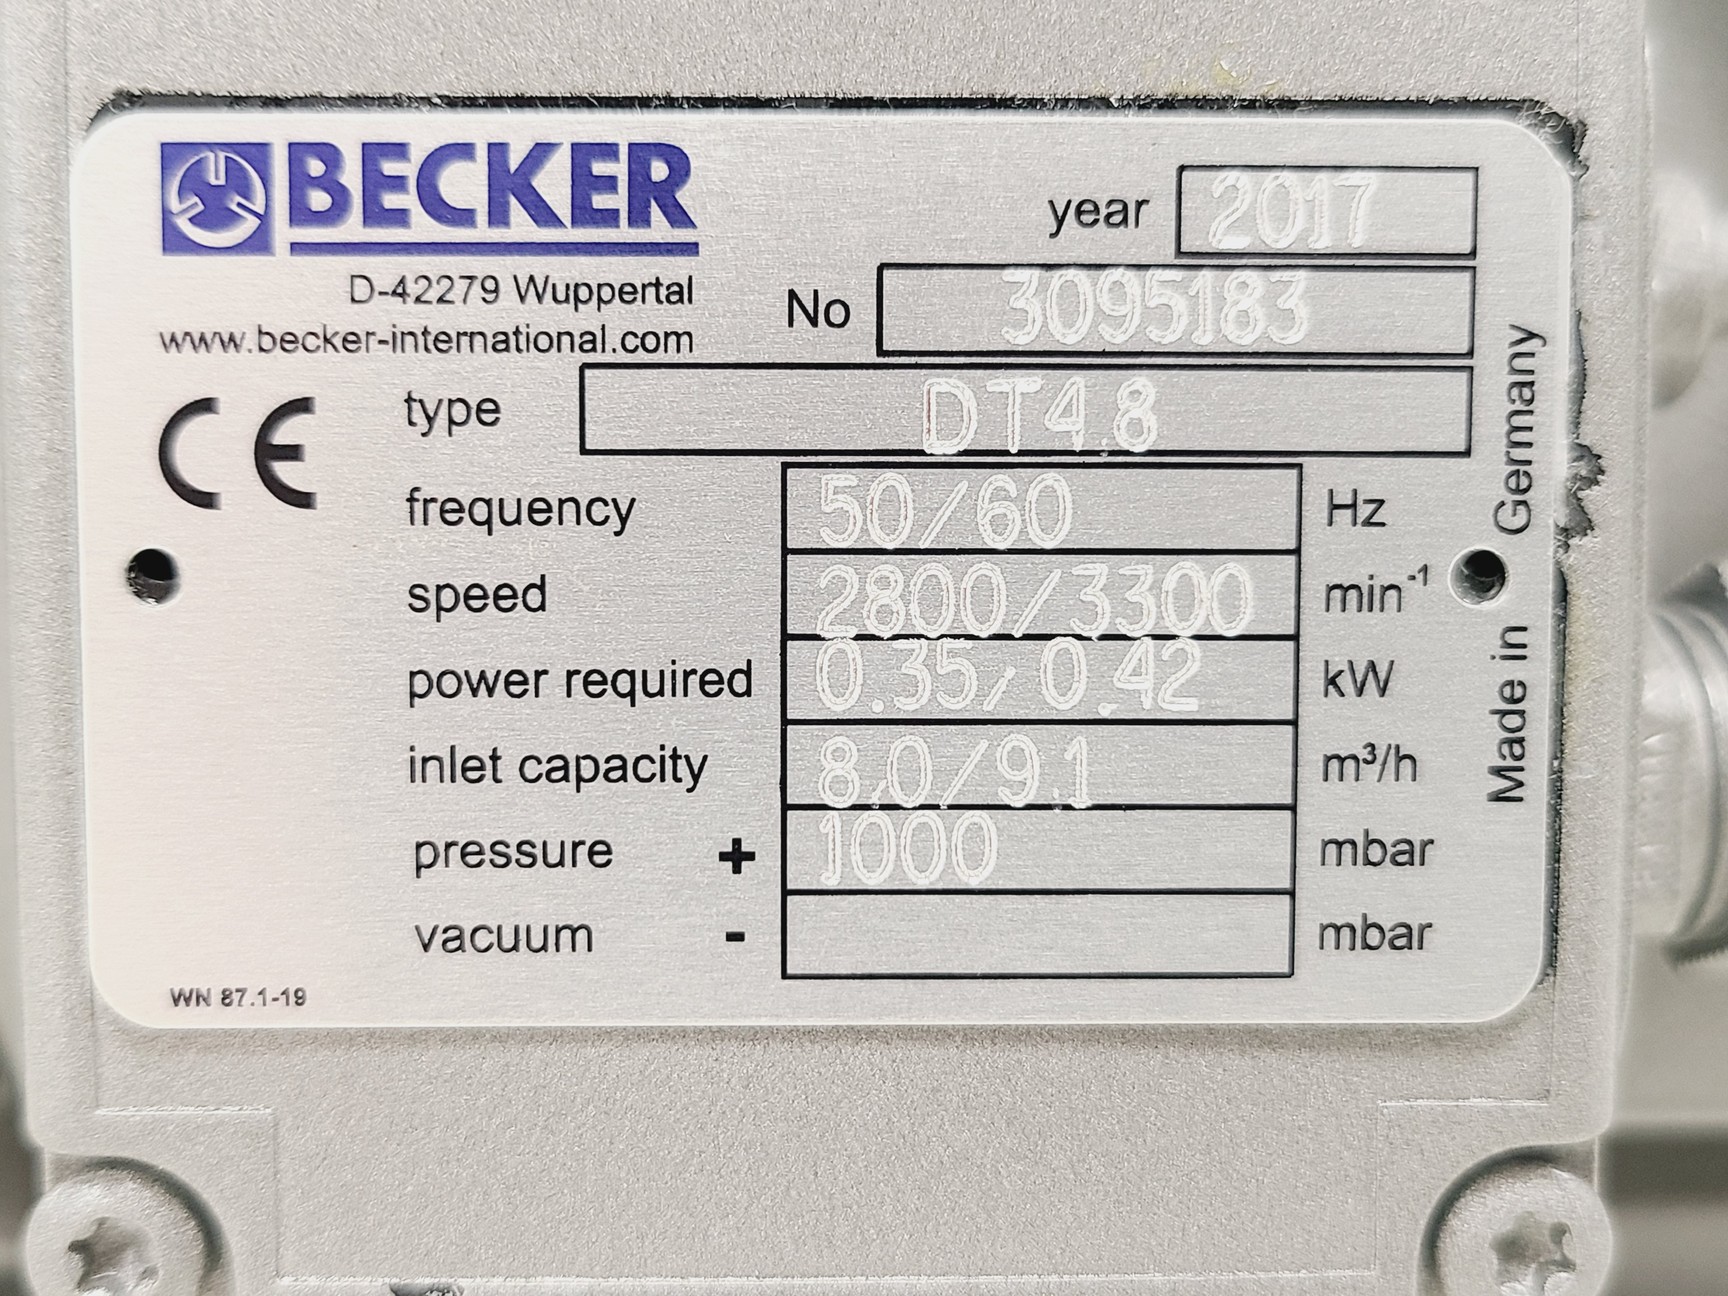 BECKER
D-42279 Wuppertal
www.becker-international.com
year 2017
No 3095183
CE
type DT4.8
frequency 50/60 Hz
speed 2800/3300 min⁻¹
power required 0.35/0.42 kW
inlet capacity 8.0/9.1 m³/h
pressure + 1000 mbar
vacuum - mbar
WN 87.1-19
Made in Germany